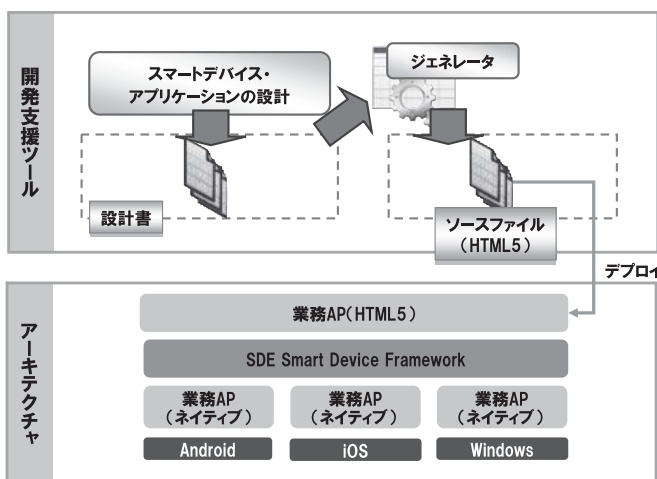 開発支援ツール
スマートデバイス・
アプリケーションの設計
ジェネレータ
設計書
ソースファイル
(HTML5)
デプロイ
アーキテクチャ
業務AP(HTML5)
SDE Smart Device Framework
業務AP
(ネイティブ)
業務AP
(ネイティブ)
業務AP
(ネイティブ)
Android
iOS
Windows